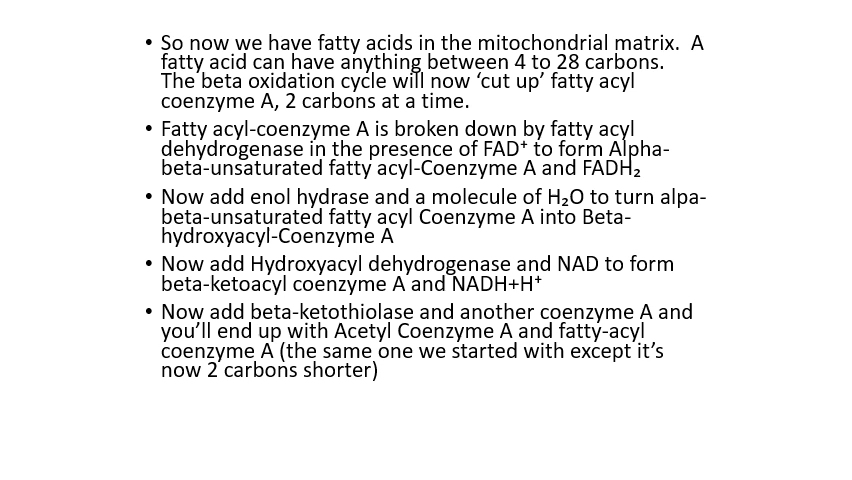 • So now we have fatty acids in the mitochondrial matrix.  A
fatty acid can have anything between 4 to 28 carbons.
The beta oxidation cycle will now ‘cut up’ fatty acyl
coenzyme A, 2 carbons at a time.
• Fatty acyl-coenzyme A is broken down by fatty acyl
dehydrogenase in the presence of FAD⁺ to form Alpha-
beta-unsaturated fatty acyl-Coenzyme A and FADH₂
• Now add enol hydrase and a molecule of H₂O to turn alpa-
beta-unsaturated fatty acyl Coenzyme A into Beta-
hydroxyacyl-Coenzyme A
• Now add Hydroxyacyl dehydrogenase and NAD to form
beta-ketoacyl coenzyme A and NADH+H⁺
• Now add beta-ketothiolase and another coenzyme A and
you’ll end up with Acetyl Coenzyme A and fatty-acyl
coenzyme A (the same one we started with except it’s
now 2 carbons shorter)